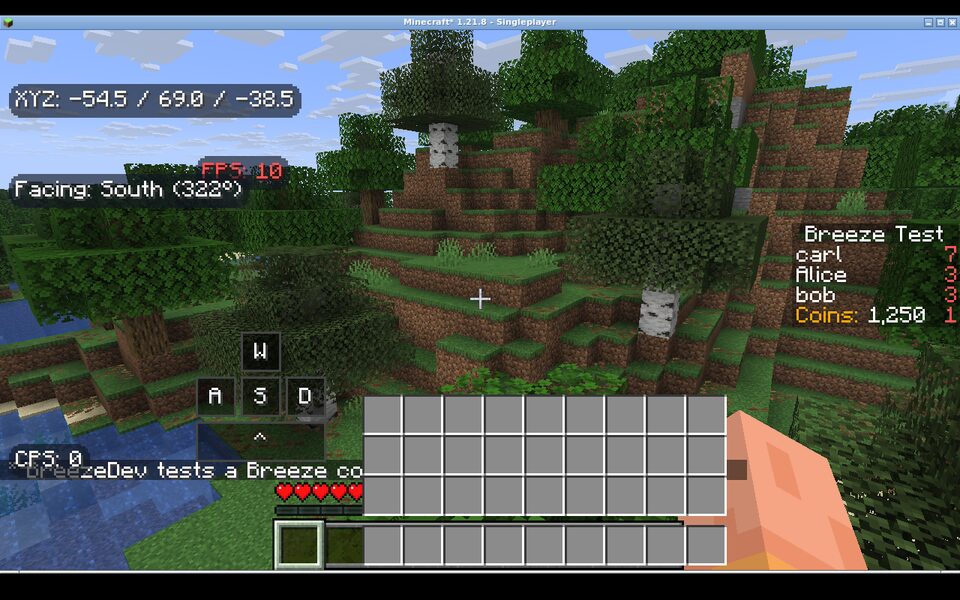 Minecraft* 1.21.8 - Singleplayer
XYZ: -54.5 / 69.0 / -38.5
FPS: 10
Facing: South (322°)
Breeze Test
carl 7
Alice 3
bob 3
Coins: 1,250 1
W
A S D
^
CPS: 0
BreezeDev tests a Breeze co